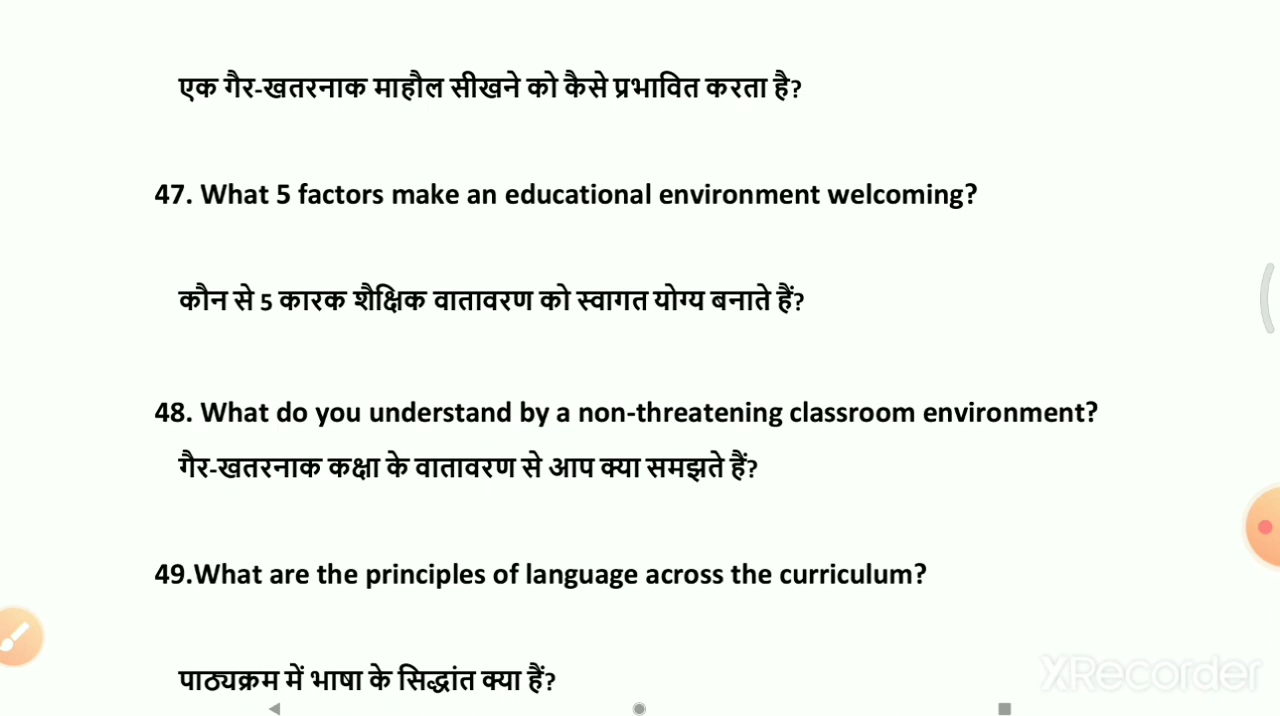 एक गैर-खतरनाक माहौल सीखने को कैसे प्रभावित करता है?
47. What 5 factors make an educational environment welcoming?
कौन से 5 कारक शैक्षिक वातावरण को स्वागत योग्य बनाते हैं?
48. What do you understand by a non-threatening classroom environment?
गैर-खतरनाक कक्षा के वातावरण से आप क्या समझते हैं?
49.What are the principles of language across the curriculum?
पाठ्यक्रम में भाषा के सिद्धांत क्या हैं?
XRecorder